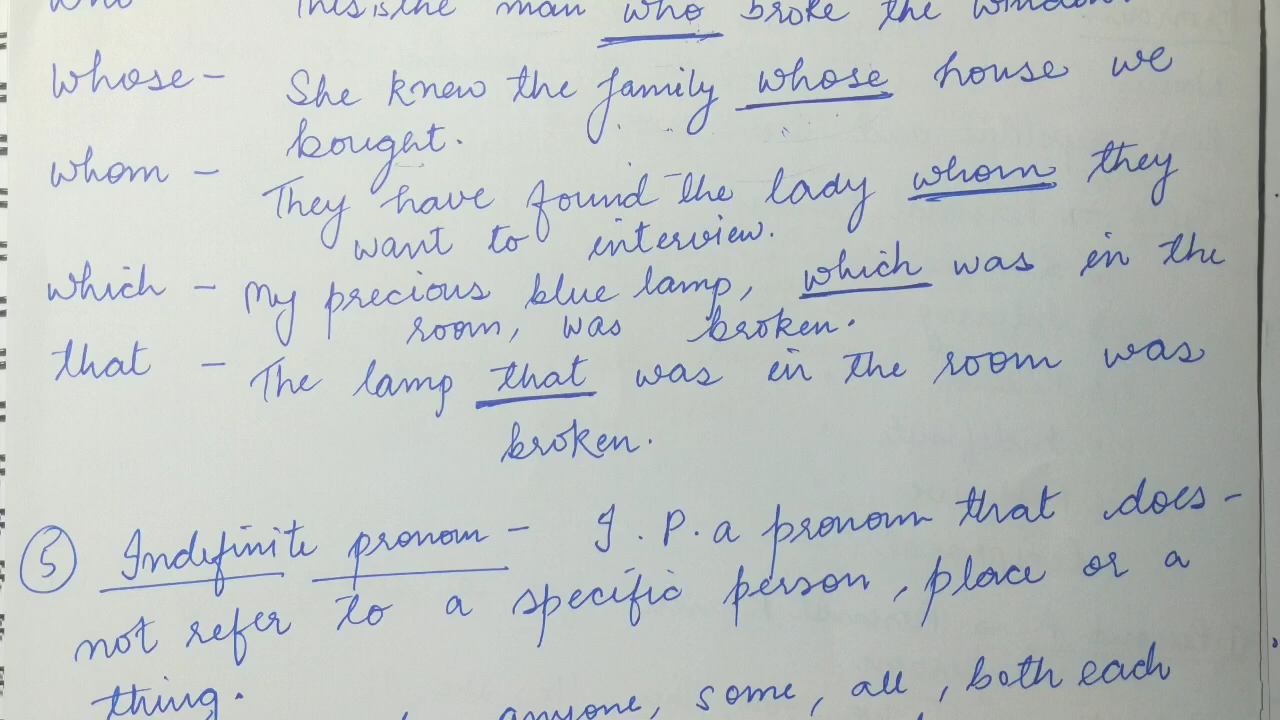 who This is the man who broke the window.
Whose - She knew the family whose house we
bought.
whom - They have found the lady whom they
want to interview.
which - My precious blue lamp, which was in the
room, was broken.
that - The lamp that was in the room was
broken.
5 Indefinite pronoun - I.P. a pronoun that does-
not refer to a specific person, place or a
thing.
anyone, some, all, both each